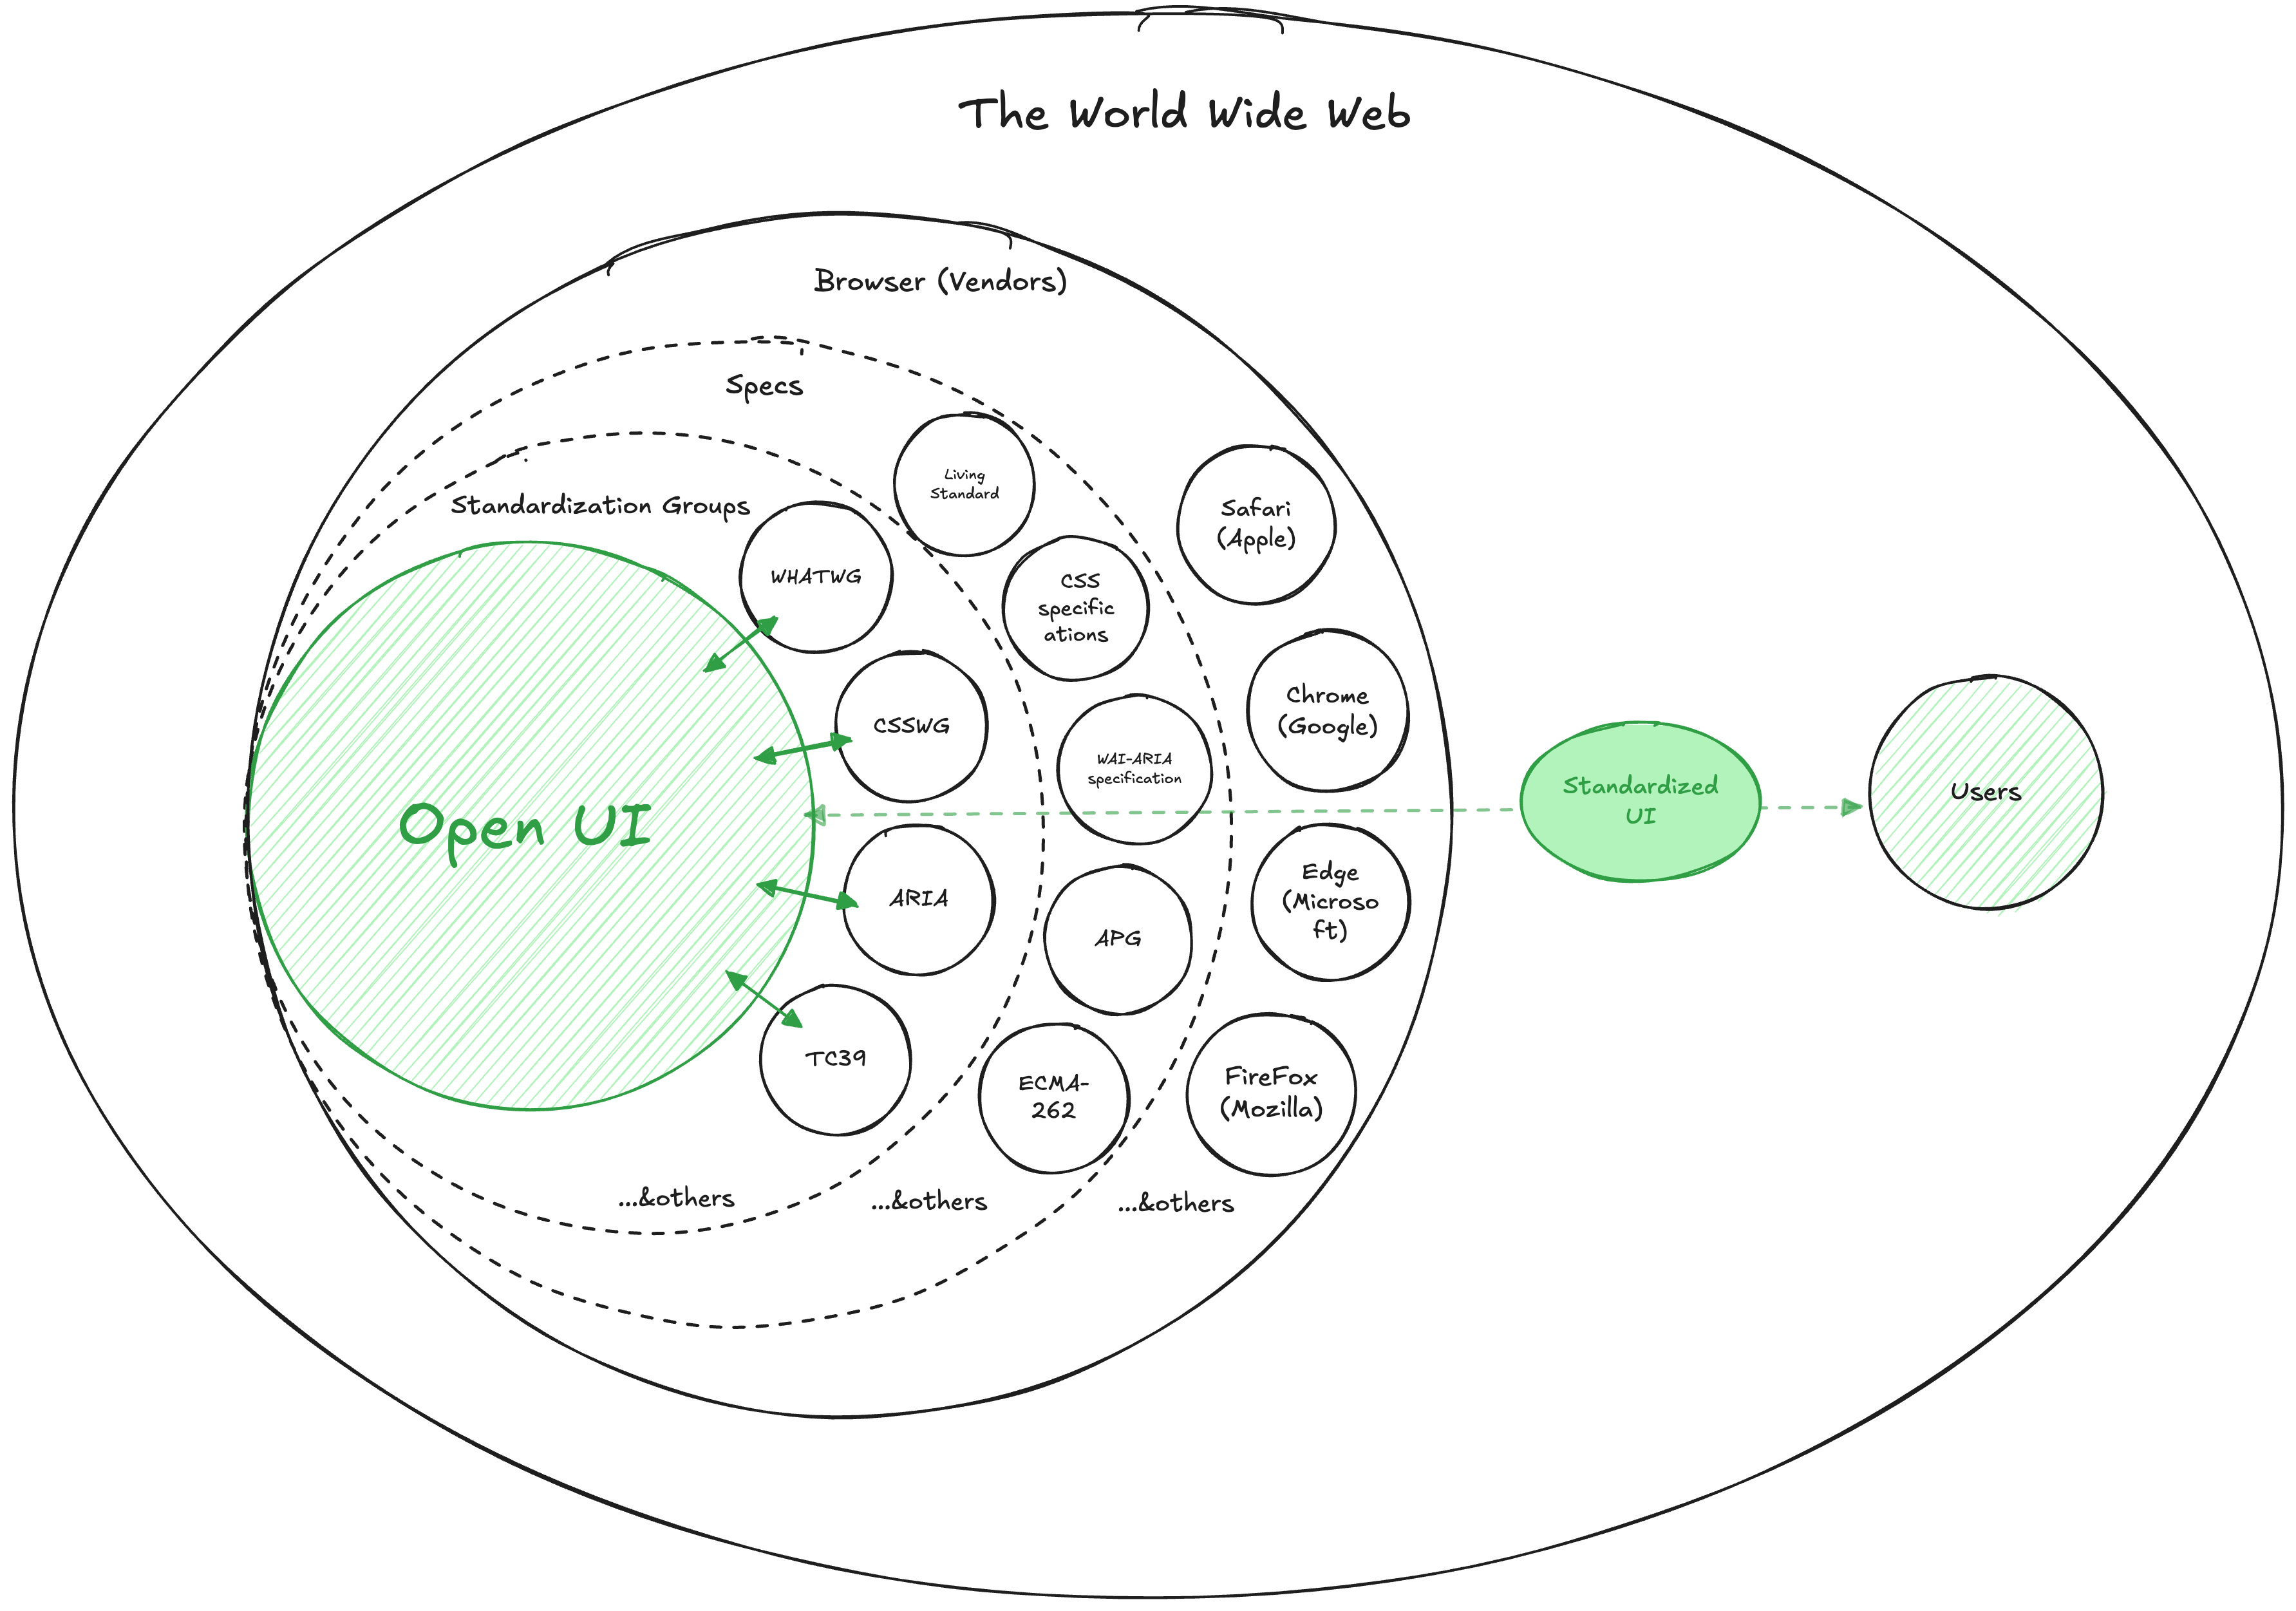 The World Wide Web
Browser (Vendors)
Specs
Standardization Groups
Living
Standard
Safari
(Apple)
WHATWG
CSS
specific
ations
Chrome
(Google)
CSSWG
WAI-ARIA
specification
Open UI
Standardized
UI
Users
ARIA
APG
Edge
(Microso
ft)
TC39
ECMA-
262
FireFox
(Mozilla)
...&others
...&others
...&others